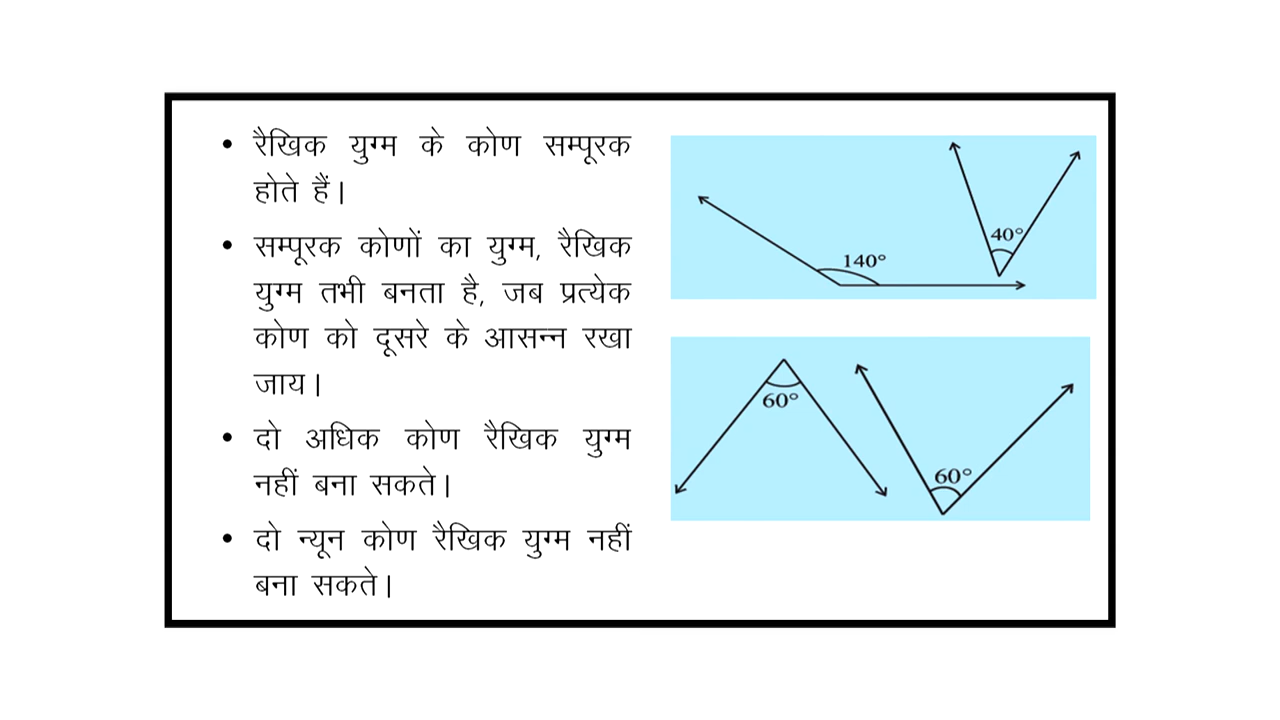 • रैखिक युग्म के कोण सम्पूरक
होते हैं।
• सम्पूरक कोणों का युग्म, रैखिक
युग्म तभी बनता है, जब प्रत्येक
कोण को दूसरे के आसन्न रखा
जाय।
• दो अधिक कोण रैखिक युग्म
नहीं बना सकते।
• दो न्यून कोण रैखिक युग्म नहीं
बना सकते।
140°
40°
60°
60°